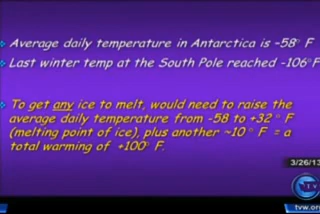 Average daily temperature in Antarctica is -58° F
Last winter temp at the South Pole reached -106°F
To get any ice to melt, would need to raise the
average daily temperature from -58 to +32 ° F
(melting point of ice), plus another ~10 ° F = a
total warming of +100° F.
3/26/13
TVW
www.tvw.org